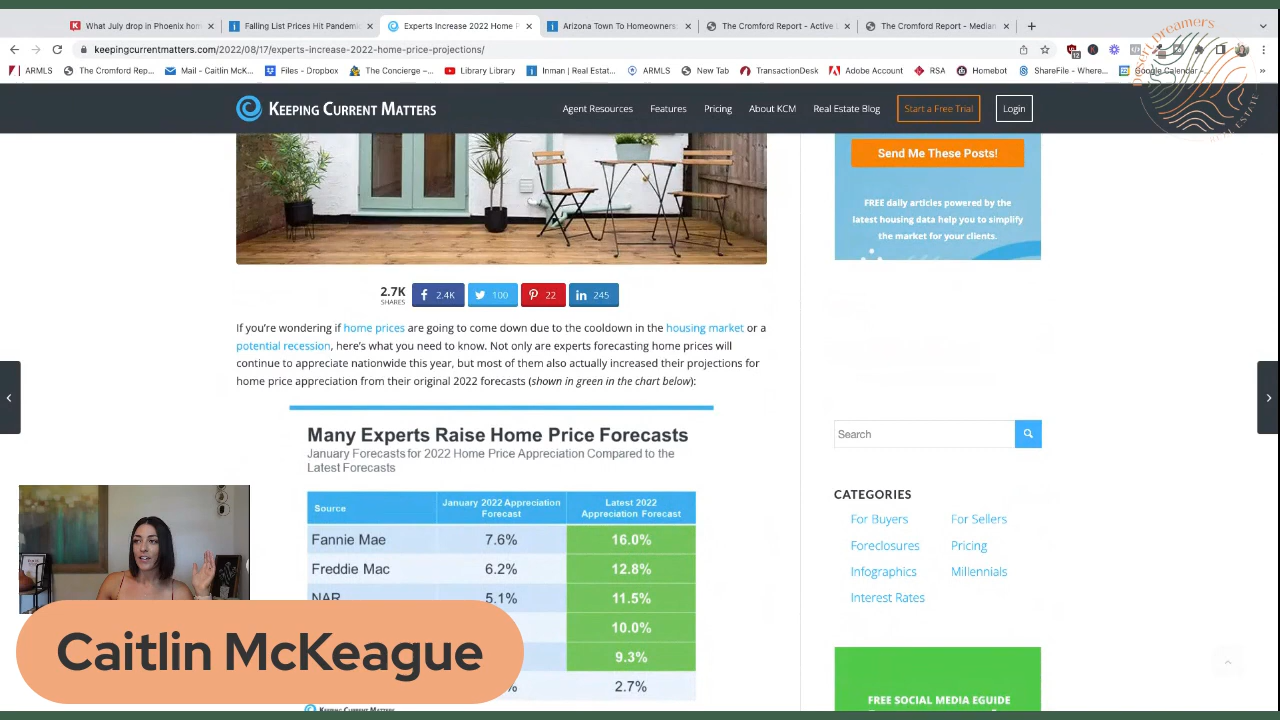 What July drop in Phoenix hom
Falling List Prices Hit Pandemic
Experts Increase 2022 Home P
Arizona Town To Homeowners
The Cromford Report - Active L
The Cromford Report - Median
keepingcurrentmatters.com/2022/08/17/experts-increase-2022-home-price-projections/
ARMLS
The Cromford Rep...
Mail - Caitlin McK...
Files - Dropbox
The Concierge –...
Library Library
Inman | Real Estat...
ARMLS
New Tab
TransactionDesk
Adobe Account
RSA
Homebot
ShareFile - Where...
Google Calendar -...
KEEPING CURRENT MATTERS
Agent Resources
Features
Pricing
About KCM
Real Estate Blog
Start a Free Trial
Login
Send Me These Posts!
FREE daily articles powered by the
latest housing data help you to simplify
the market for your clients.
2.7K
SHARES
2.4K
100
22
245
If you're wondering if home prices are going to come down due to the cooldown in the housing market or a
potential recession, here's what you need to know. Not only are experts forecasting home prices will
continue to appreciate nationwide this year, but most of them also actually increased their projections for
home price appreciation from their original 2022 forecasts (shown in green in the chart below):
Many Experts Raise Home Price Forecasts
January Forecasts for 2022 Home Price Appreciation Compared to the
Latest Forecasts
Source
January 2022 Appreciation
Forecast
Latest 2022
Appreciation Forecast
Fannie Mae 7.6% 16.0%
Freddie Mac 6.2% 12.8%
NAR 5.1% 11.5%
10.0%
9.3%
% 2.7%
KEEPING CURRENT MATTERS
Search
CATEGORIES
For Buyers
For Sellers
Foreclosures
Pricing
Infographics
Millennials
Interest Rates
FREE SOCIAL MEDIA EGUIDE
Caitlin McKeague